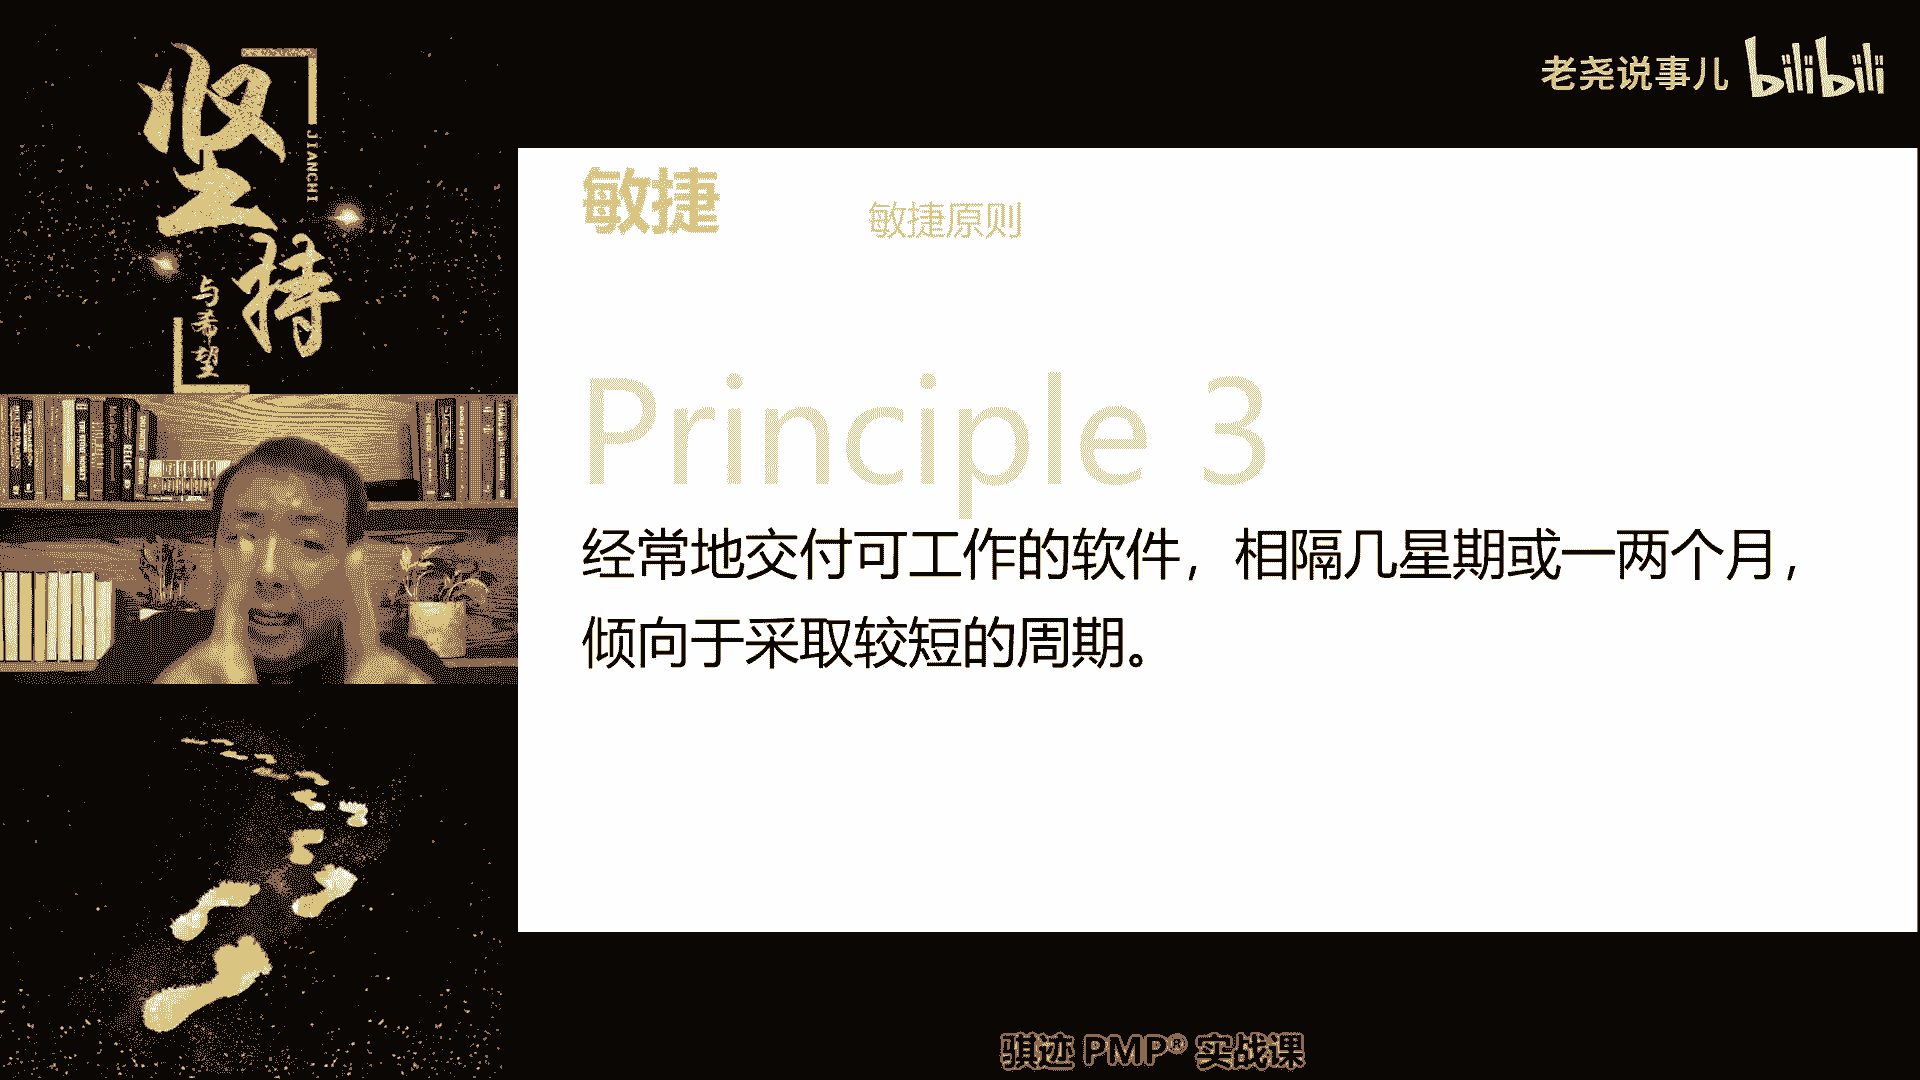 坚持
JIANCHI
与希望
老尧说事儿 bilibili
敏捷 敏捷原则
Principle 3
经常地交付可工作的软件，相隔几星期或一两个月，
倾向于采取较短的周期。
骐迹 PMP® 实战课